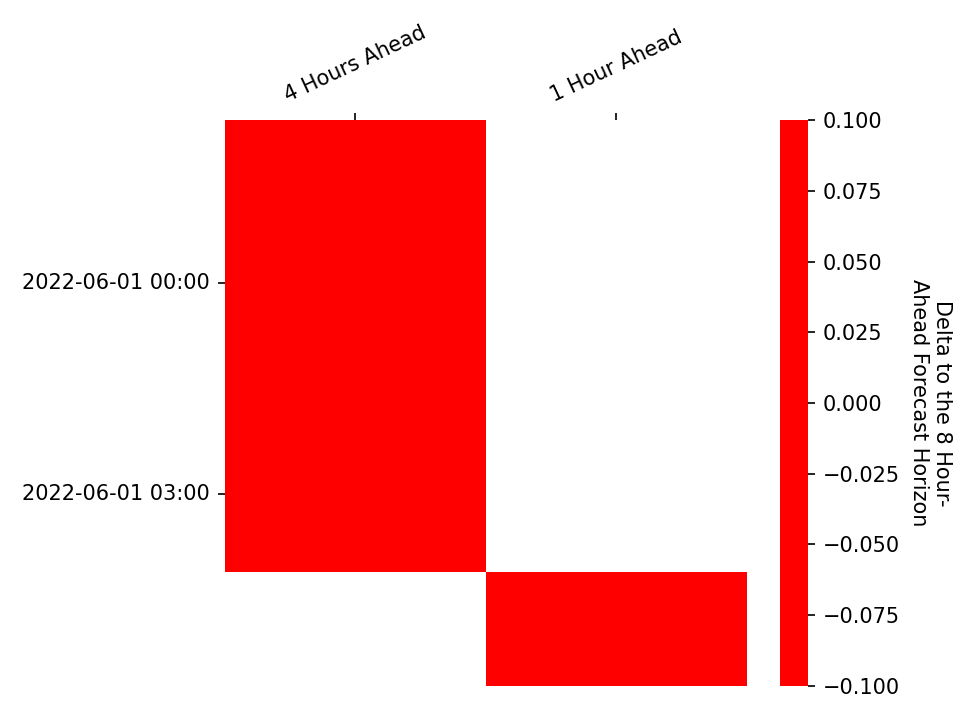 4 Hours Ahead
1 Hour Ahead
2022-06-01 00:00
2022-06-01 03:00
0.100
0.075
0.050
0.025
0.000
−0.025
−0.050
−0.075
−0.100
Delta to the 8 Hour-
Ahead Forecast Horizon